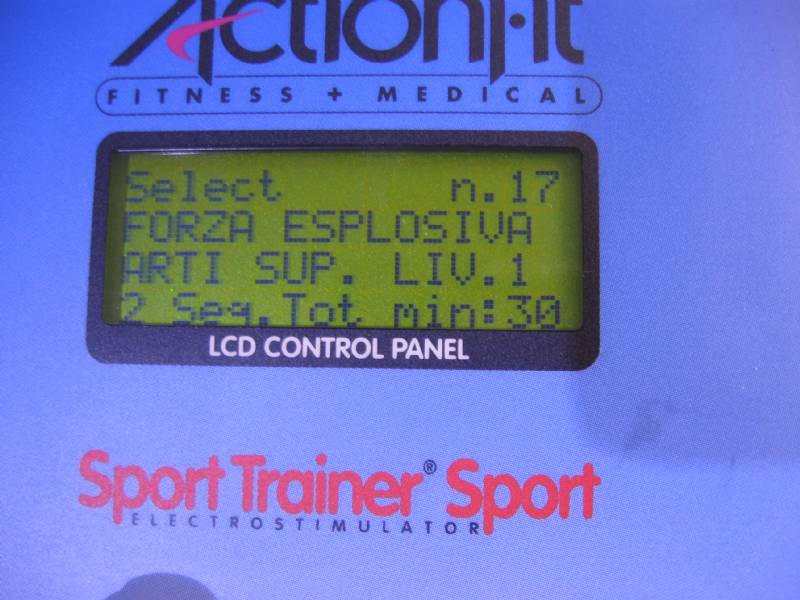 ActionFit
FITNESS + MEDICAL
Select n.17
FORZA ESPLOSIVA
ARTI SUP. LIV.1
2 Seq.Tot min:30
LCD CONTROL PANEL
Sport Trainer® Sport
ELECTROSTIMULATOR